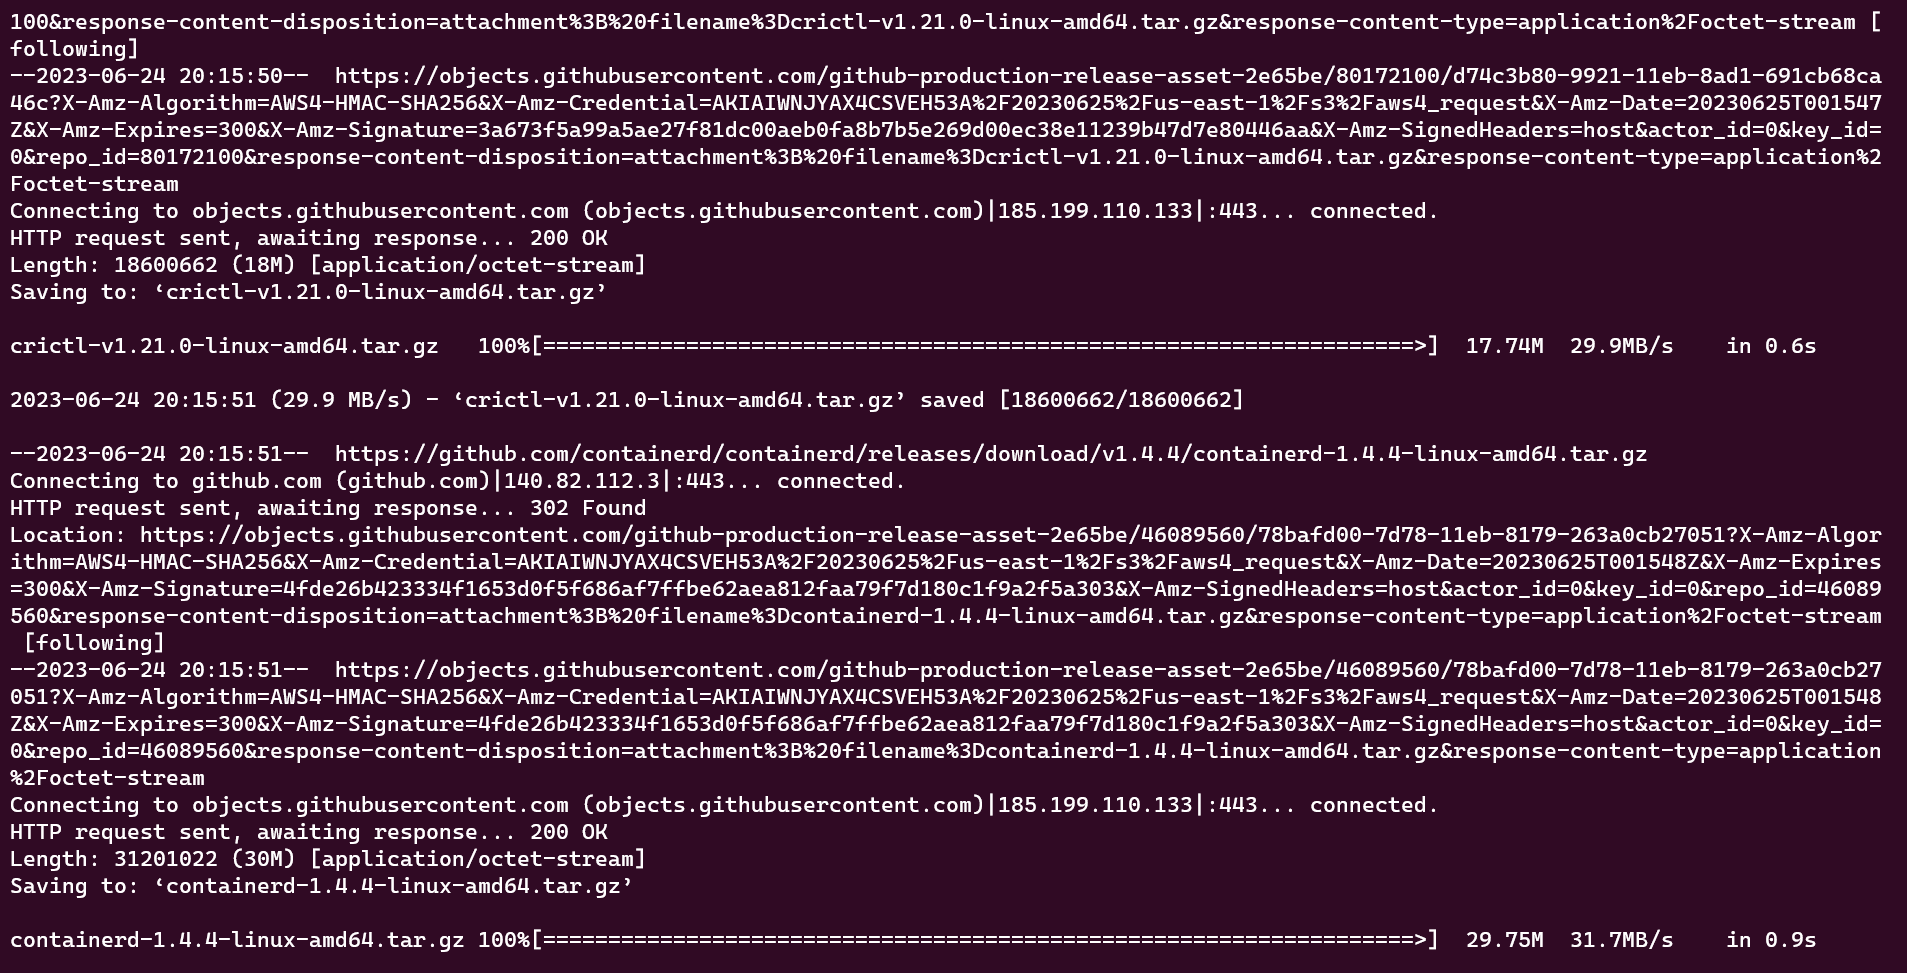 100&response-content-disposition=attachment%3B%20filename%3Dcrictl-v1.21.0-linux-amd64.tar.gz&response-content-type=application%2Foctet-stream [
following]
--2023-06-24 20:15:50--  https://objects.githubusercontent.com/github-production-release-asset-2e65be/80172100/d74c3b80-9921-11eb-8ad1-691cb68ca
46c?X-Amz-Algorithm=AWS4-HMAC-SHA256&X-Amz-Credential=AKIAIWNJYAX4CSVEH53A%2F20230625%2Fus-east-1%2Fs3%2Faws4_request&X-Amz-Date=20230625T001547
Z&X-Amz-Expires=300&X-Amz-Signature=3a673f5a99a5ae27f81dc00aeb0fa8b7b5e269d00ec38e11239b47d7e80446aa&X-Amz-SignedHeaders=host&actor_id=0&key_id=
0&repo_id=80172100&response-content-disposition=attachment%3B%20filename%3Dcrictl-v1.21.0-linux-amd64.tar.gz&response-content-type=application%2
Foctet-stream
Connecting to objects.githubusercontent.com (objects.githubusercontent.com)|185.199.110.133|:443... connected.
HTTP request sent, awaiting response... 200 OK
Length: 18600662 (18M) [application/octet-stream]
Saving to: ‘crictl-v1.21.0-linux-amd64.tar.gz’

crictl-v1.21.0-linux-amd64.tar.gz   100%[===================================================================>]  17.74M  29.9MB/s    in 0.6s

2023-06-24 20:15:51 (29.9 MB/s) - ‘crictl-v1.21.0-linux-amd64.tar.gz’ saved [18600662/18600662]

--2023-06-24 20:15:51--  https://github.com/containerd/containerd/releases/download/v1.4.4/containerd-1.4.4-linux-amd64.tar.gz
Connecting to github.com (github.com)|140.82.112.3|:443... connected.
HTTP request sent, awaiting response... 302 Found
Location: https://objects.githubusercontent.com/github-production-release-asset-2e65be/46089560/78bafd00-7d78-11eb-8179-263a0cb27051?X-Amz-Algor
ithm=AWS4-HMAC-SHA256&X-Amz-Credential=AKIAIWNJYAX4CSVEH53A%2F20230625%2Fus-east-1%2Fs3%2Faws4_request&X-Amz-Date=20230625T001548Z&X-Amz-Expires
=300&X-Amz-Signature=4fde26b423334f1653d0f5f686af7ffbe62aea812faa79f7d180c1f9a2f5a303&X-Amz-SignedHeaders=host&actor_id=0&key_id=0&repo_id=46089
560&response-content-disposition=attachment%3B%20filename%3Dcontainerd-1.4.4-linux-amd64.tar.gz&response-content-type=application%2Foctet-stream
 [following]
--2023-06-24 20:15:51--  https://objects.githubusercontent.com/github-production-release-asset-2e65be/46089560/78bafd00-7d78-11eb-8179-263a0cb27
051?X-Amz-Algorithm=AWS4-HMAC-SHA256&X-Amz-Credential=AKIAIWNJYAX4CSVEH53A%2F20230625%2Fus-east-1%2Fs3%2Faws4_request&X-Amz-Date=20230625T001548
Z&X-Amz-Expires=300&X-Amz-Signature=4fde26b423334f1653d0f5f686af7ffbe62aea812faa79f7d180c1f9a2f5a303&X-Amz-SignedHeaders=host&actor_id=0&key_id=
0&repo_id=46089560&response-content-disposition=attachment%3B%20filename%3Dcontainerd-1.4.4-linux-amd64.tar.gz&response-content-type=application
%2Foctet-stream
Connecting to objects.githubusercontent.com (objects.githubusercontent.com)|185.199.110.133|:443... connected.
HTTP request sent, awaiting response... 200 OK
Length: 31201022 (30M) [application/octet-stream]
Saving to: ‘containerd-1.4.4-linux-amd64.tar.gz’

containerd-1.4.4-linux-amd64.tar.gz 100%[===================================================================>]  29.75M  31.7MB/s    in 0.9s